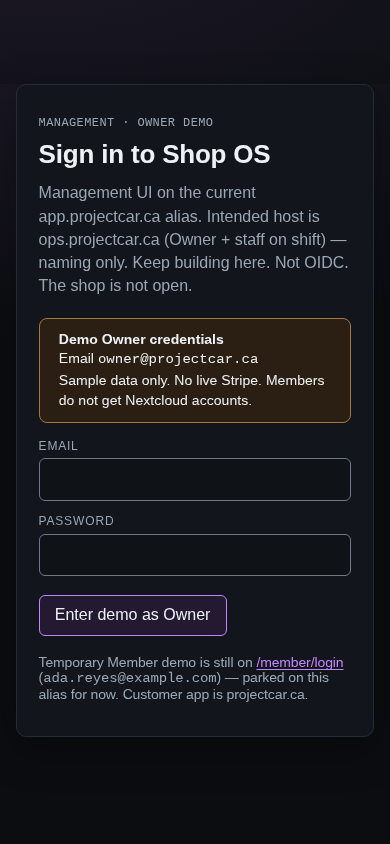 MANAGEMENT · OWNER DEMO
Sign in to Shop OS
Management UI on the current
app.projectcar.ca alias. Intended host is
ops.projectcar.ca (Owner + staff on shift) —
naming only. Keep building here. Not OIDC.
The shop is not open.
Demo Owner credentials
Email owner@projectcar.ca
Sample data only. No live Stripe. Members
do not get Nextcloud accounts.
EMAIL
PASSWORD
Enter demo as Owner
Temporary Member demo is still on /member/login
(ada.reyes@example.com) — parked on this
alias for now. Customer app is projectcar.ca.